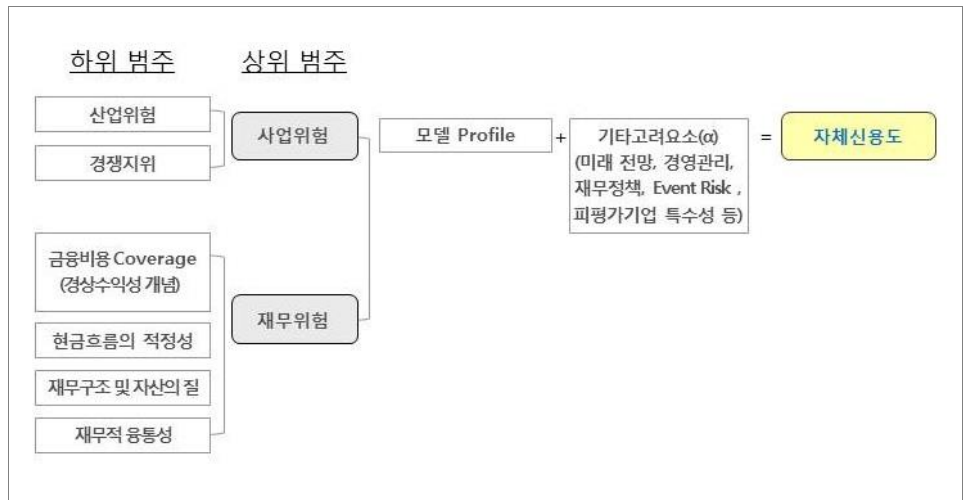 하위 범주
상위 범주
산업위험
경쟁지위
사업위험
모델 Profile
+
기타고려요소(α)
(미래 전망, 경영관리,
재무정책, Event Risk ,
피평가기업 특수성 등)
=
자체신용도
금융비용 Coverage
(경상수익성 개념)
현금흐름의 적정성
재무구조 및 자산의 질
재무적 융통성
재무위험